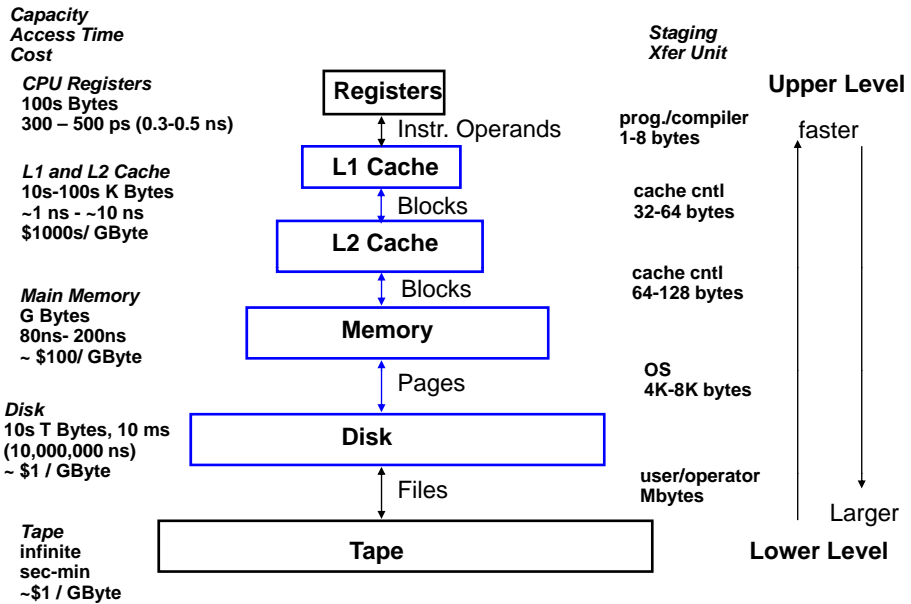 Capacity
Access Time
Cost
Staging
Xfer Unit
CPU Registers
100s Bytes
300 – 500 ps (0.3-0.5 ns)
Registers
Upper Level
Instr. Operands
prog./compiler
1-8 bytes
faster
L1 and L2 Cache
10s-100s K Bytes
~1 ns - ~10 ns
$1000s/ GByte
L1 Cache
Blocks
cache cntl
32-64 bytes
L2 Cache
Blocks
cache cntl
64-128 bytes
Main Memory
G Bytes
80ns- 200ns
~ $100/ GByte
Memory
Pages
OS
4K-8K bytes
Disk
10s T Bytes, 10 ms
(10,000,000 ns)
~ $1 / GByte
Disk
Files
user/operator
Mbytes
Larger
Tape
infinite
sec-min
~$1 / GByte
Tape
Lower Level